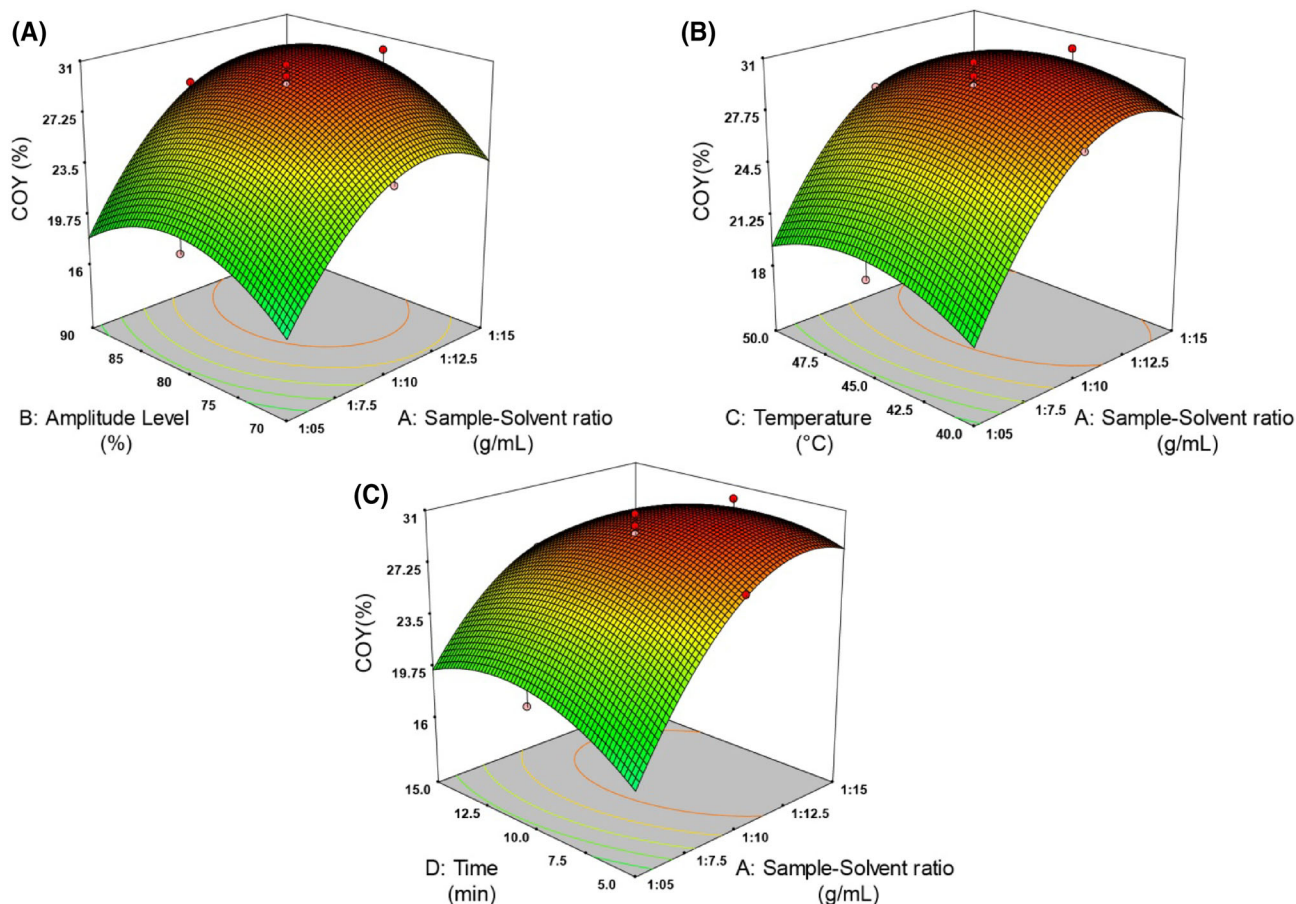 (A)
31
27.25
23.5
19.75
16
COY (%)
90
85
80
75
70
1:05
1:7.5
1:10
1:12.5
1:15
B: Amplitude Level
(%)
A: Sample-Solvent ratio
(g/mL)
(B)
31
27.75
24.5
21.25
18
COY(%)
50.0
47.5
45.0
42.5
40.0
1:05
1:7.5
1:10
1:12.5
1:15
C: Temperature
(°C)
A: Sample-Solvent ratio
(g/mL)
(C)
31
27.25
23.5
19.75
16
COY(%)
15.0
12.5
10.0
7.5
5.0
1:05
1:7.5
1:10
1:12.5
1:15
D: Time
(min)
A: Sample-Solvent ratio
(g/mL)